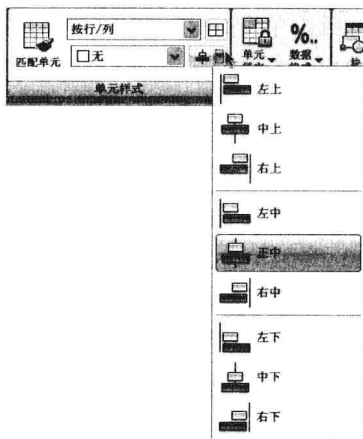 按行/列
匹配单元
无
单元样式
单元
%..
数据
块
左上
中上
右上
左中
正中
右中
左下
中下
右下